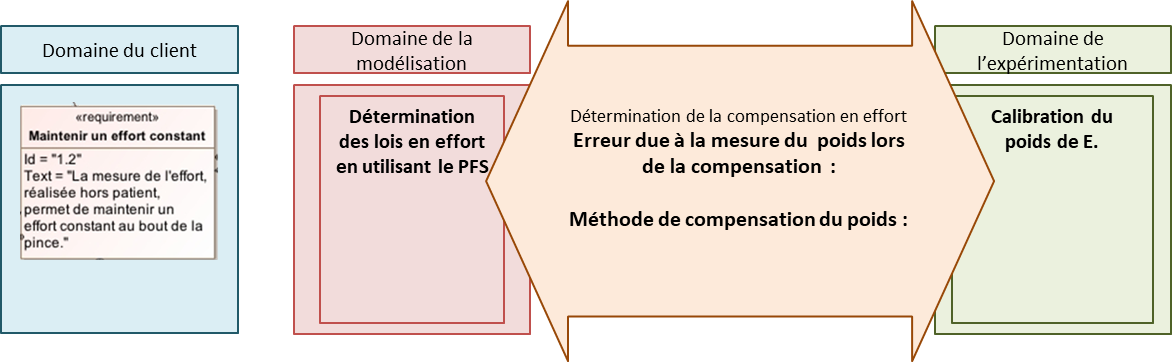 Domaine du client
«requirement»
Maintenir un effort constant
Id = "1.2"
Text = "La mesure de l'effort,
réalisée hors patient,
permet de maintenir un
effort constant au bout de la
pince."
Domaine de la
modélisation
Détermination
des lois en effort
en utilisant le PFS
Détermination de la compensation en effort
Erreur due à la mesure du poids lors
de la compensation :
Méthode de compensation du poids :
Domaine de
l’expérimentation
Calibration du
poids de E.